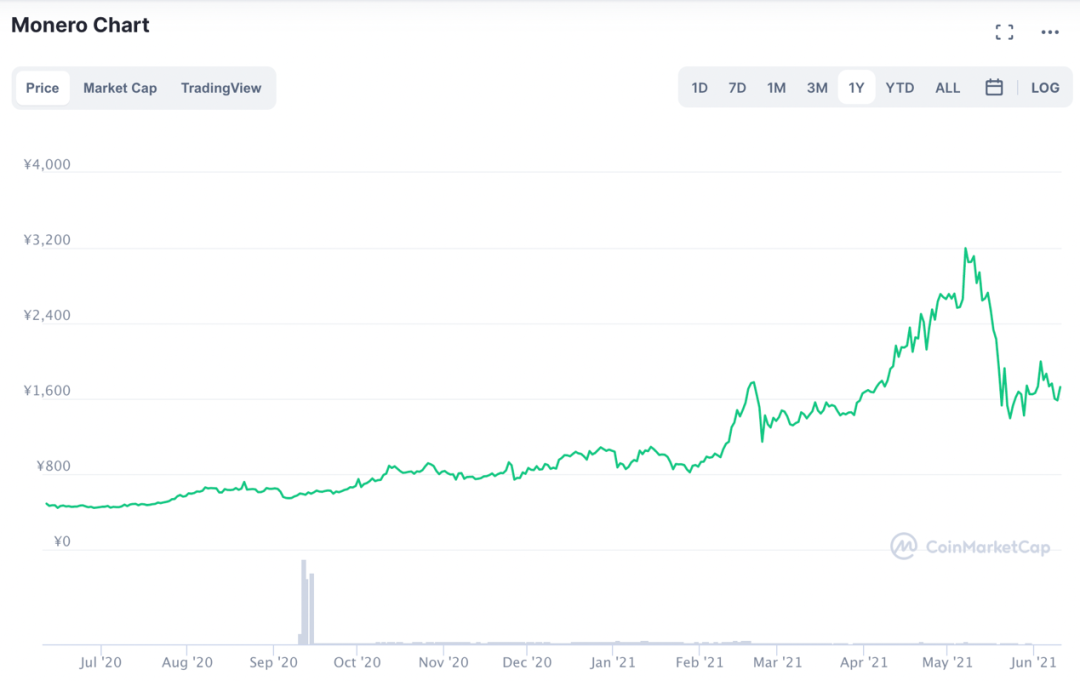 Monero Chart
Price Market Cap TradingView
1D 7D 1M 3M 1Y YTD ALL LOG
¥4,000
¥3,200
¥2,400
¥1,600
¥800
¥0
CoinMarketCap
Jul '20 Aug '20 Sep '20 Oct '20 Nov '20 Dec '20 Jan '21 Feb '21 Mar '21 Apr '21 May '21 Jun '21